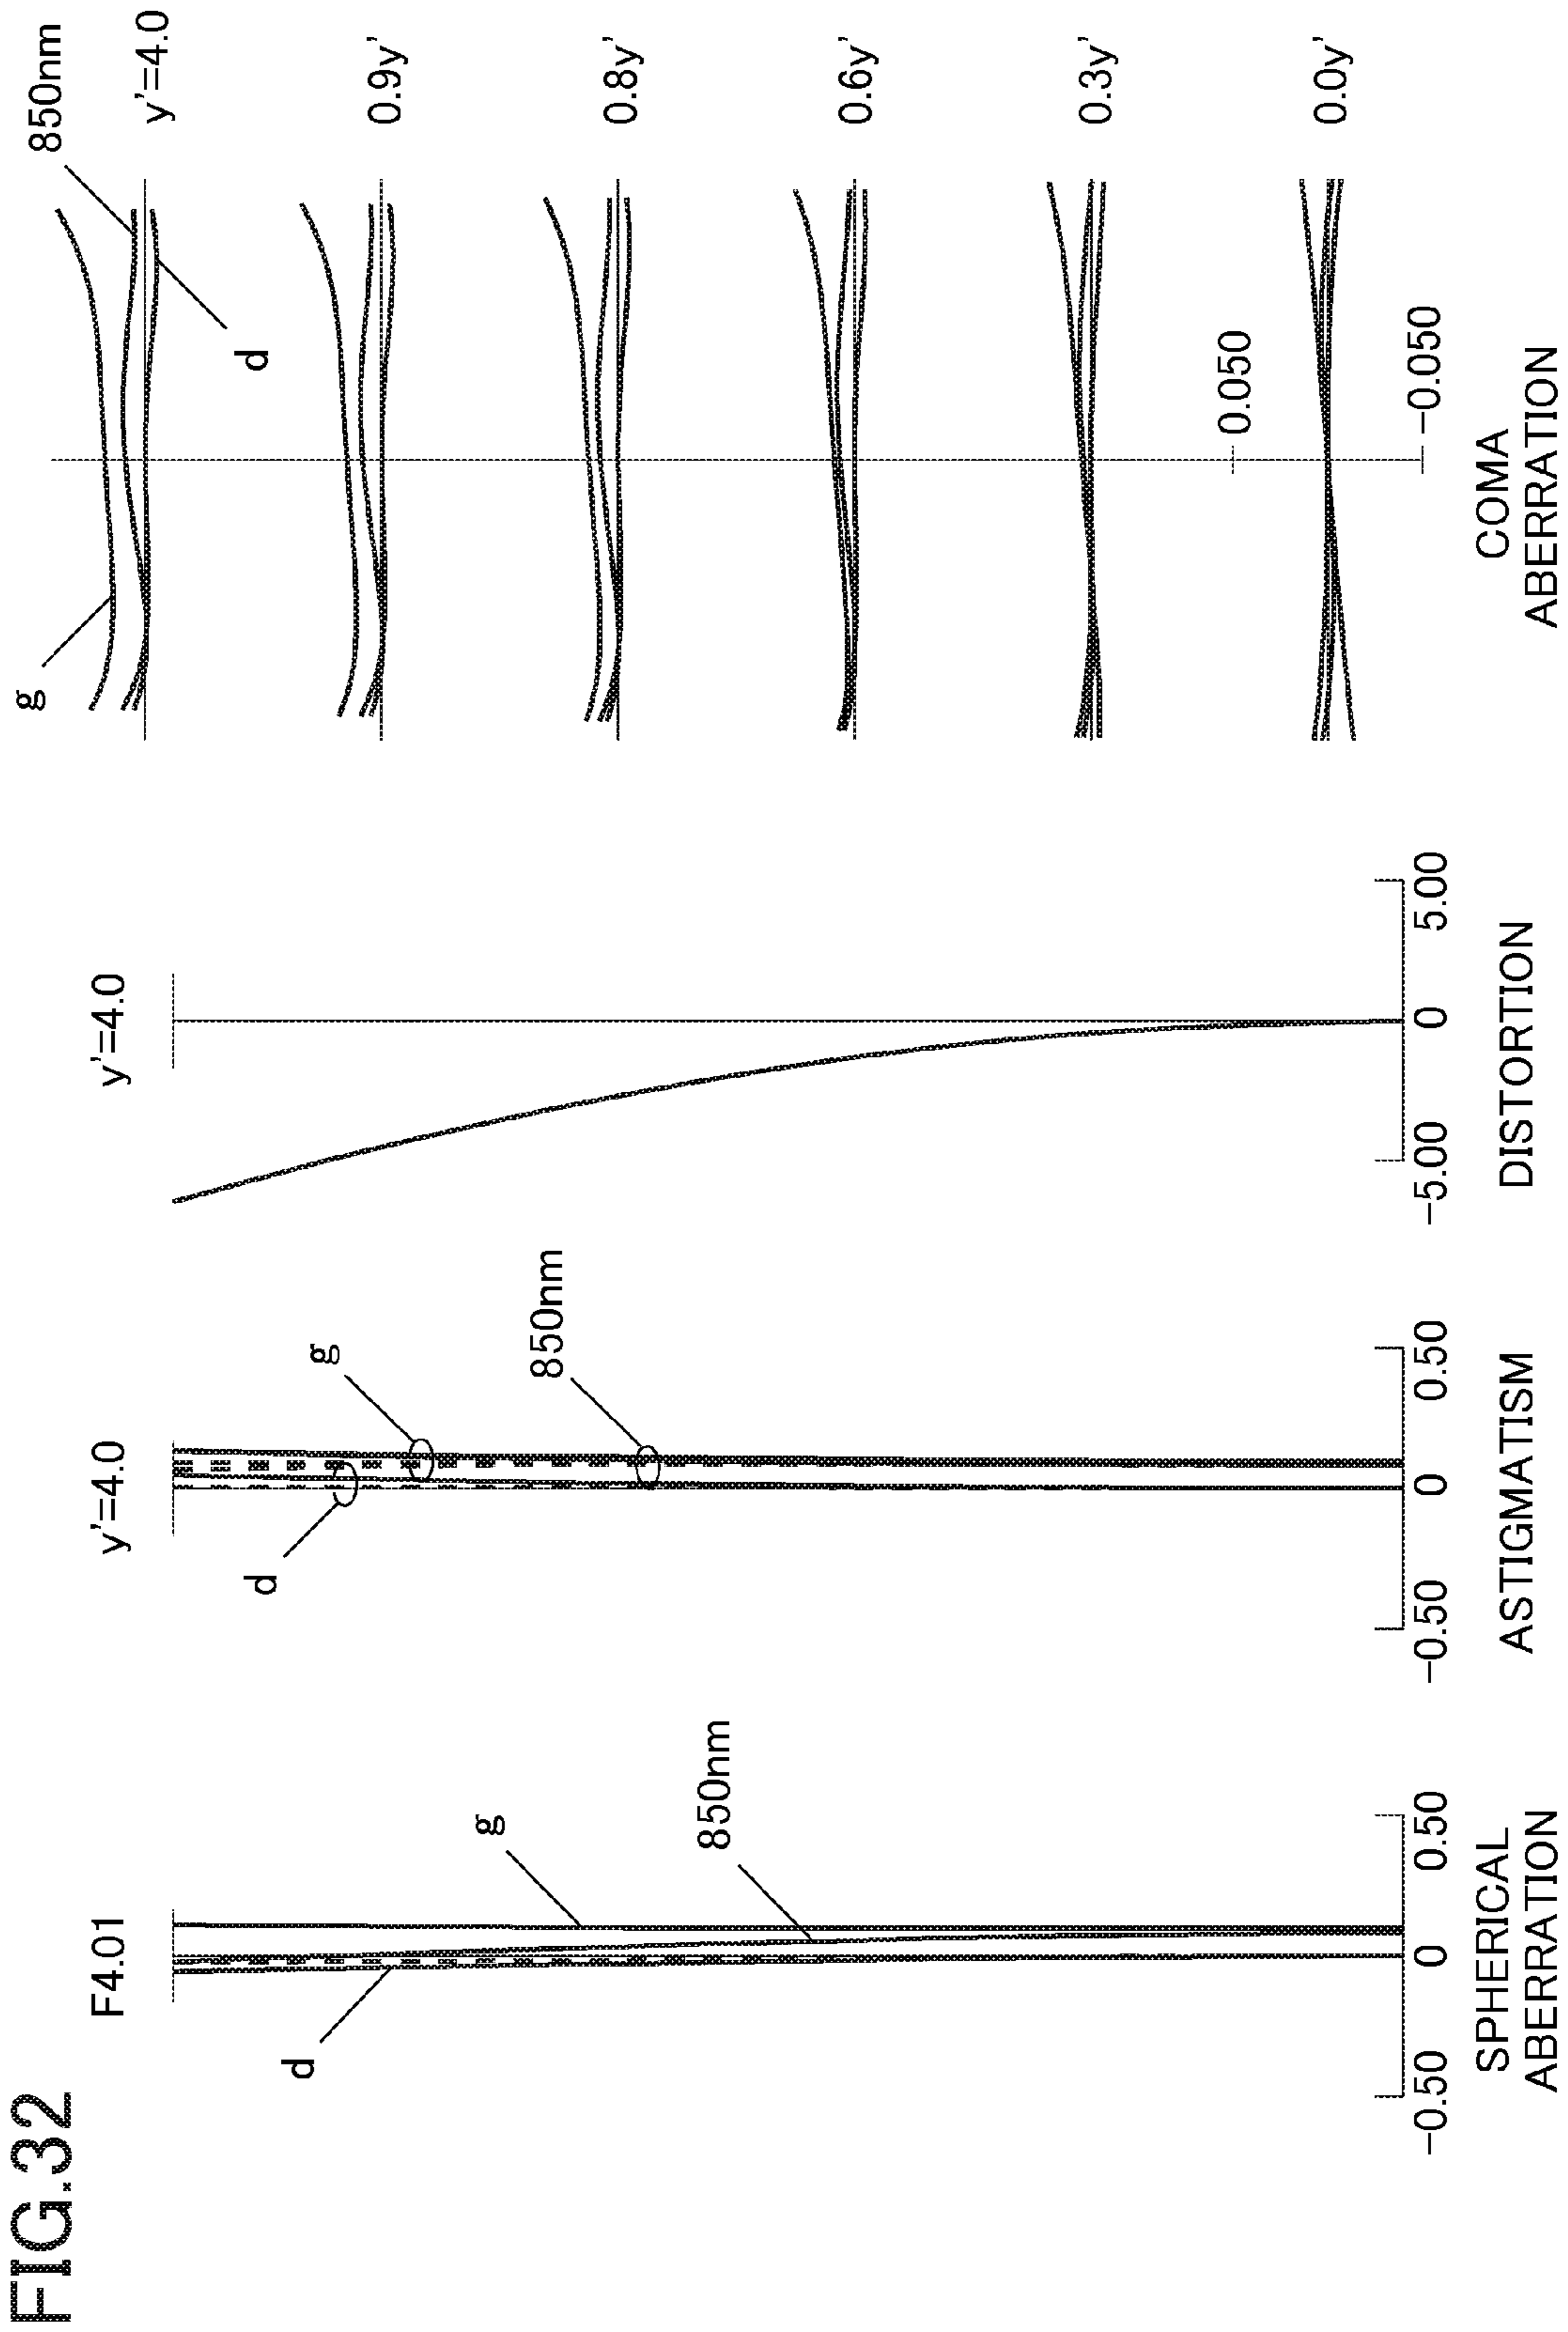 FIG.32
F4.01
d
g
850nm
−0.50
0
0.50
SPHERICAL
ABERRATION
y'=4.0
d
g
850nm
−0.50
0
0.50
ASTIGMATISM
y'=4.0
−5.00
0
5.00
DISTORTION
g
850nm
d
y'=4.0
0.9y'
0.8y'
0.6y'
0.3y'
0.050
0.0y'
−0.050
COMA
ABERRATION